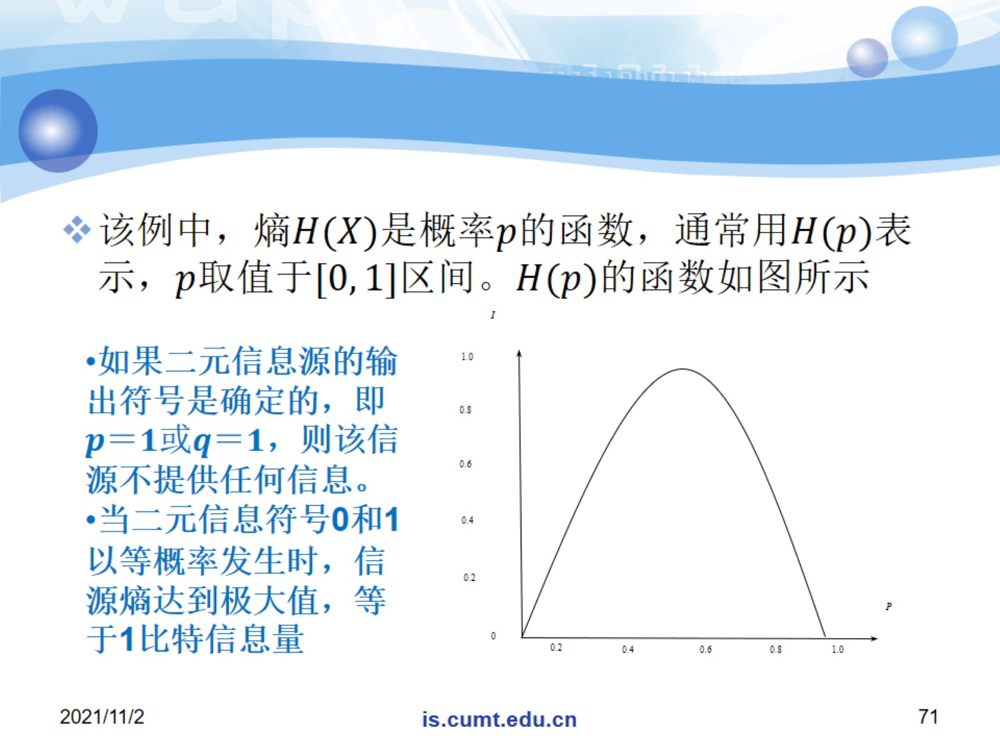 该例中，熵H(X)是概率p的函数，通常用H(p)表
示，p取值于[0,1]区间。H(p)的函数如图所示
•如果二元信息源的输
出符号是确定的，即
p＝1或q＝1，则该信
源不提供任何信息。
•当二元信息符号0和1
以等概率发生时，信
源熵达到极大值，等
于1比特信息量
I
1.0
0.8
0.6
0.4
0.2
0
0.2 0.4 0.6 0.8 1.0
P
2021/11/2
is.cumt.edu.cn
71